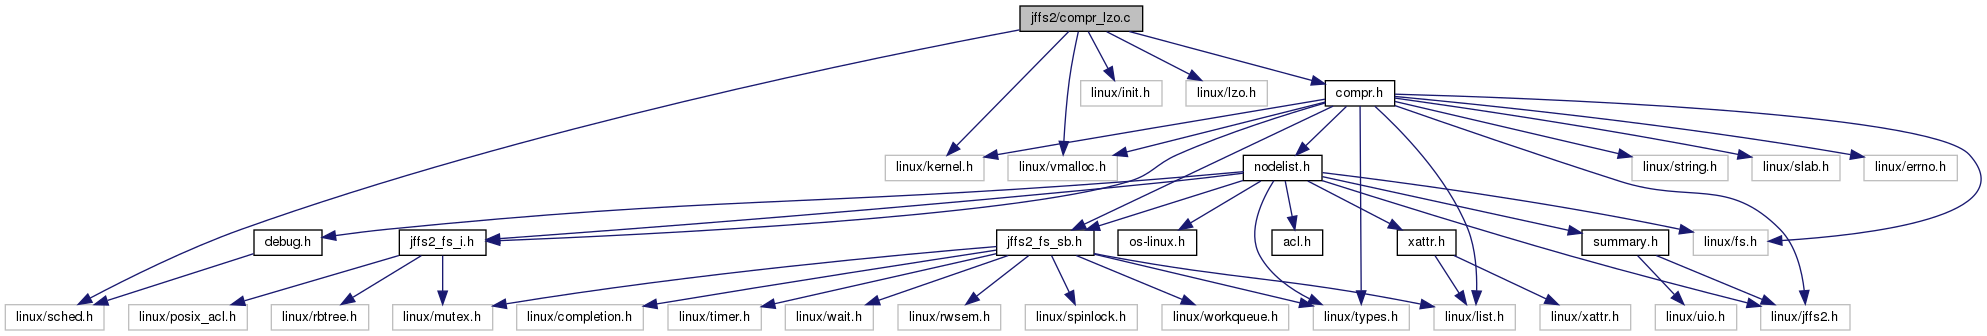 jffs2/compr_lzo.c
linux/init.h
linux/lzo.h
compr.h
linux/kernel.h
linux/vmalloc.h
nodelist.h
linux/string.h
linux/slab.h
linux/errno.h
debug.h
jffs2_fs_i.h
jffs2_fs_sb.h
os-linux.h
acl.h
xattr.h
summary.h
linux/fs.h
linux/sched.h
linux/posix_acl.h
linux/rbtree.h
linux/mutex.h
linux/completion.h
linux/timer.h
linux/wait.h
linux/rwsem.h
linux/spinlock.h
linux/workqueue.h
linux/types.h
linux/list.h
linux/xattr.h
linux/uio.h
linux/jffs2.h